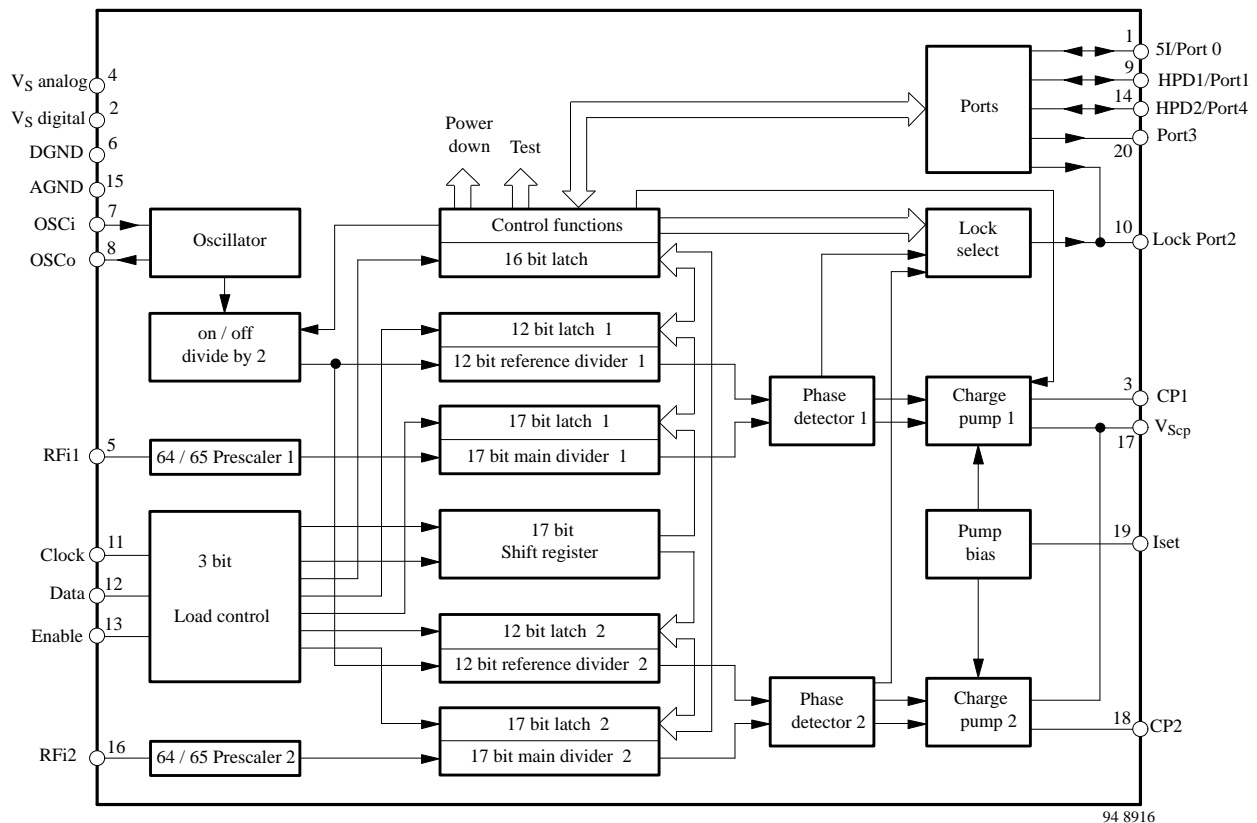 1
5I/Port 0
9
HPD1/Port1
14
HPD2/Port4
Port3
20
Ports
4
VS analog
2
VS digital
6
DGND
15
AGND
7
OSCi
8
OSCo
Power
down
Test
Oscillator
Control functions
16 bit latch
Lock
select
10
Lock Port2
on / off
divide by 2
12 bit latch 1
12 bit reference divider 1
Phase
detector 1
Charge
pump 1
3
CP1
VScp
17
17 bit latch 1
17 bit main divider 1
5
RFi1
64 / 65 Prescaler 1
11
Clock
12
Data
13
Enable
3 bit
Load control
17 bit
Shift register
Pump
bias
19
Iset
12 bit latch 2
12 bit reference divider 2
Phase
detector 2
Charge
pump 2
18
CP2
17 bit latch 2
17 bit main divider 2
16
RFi2
64 / 65 Prescaler 2
94 8916